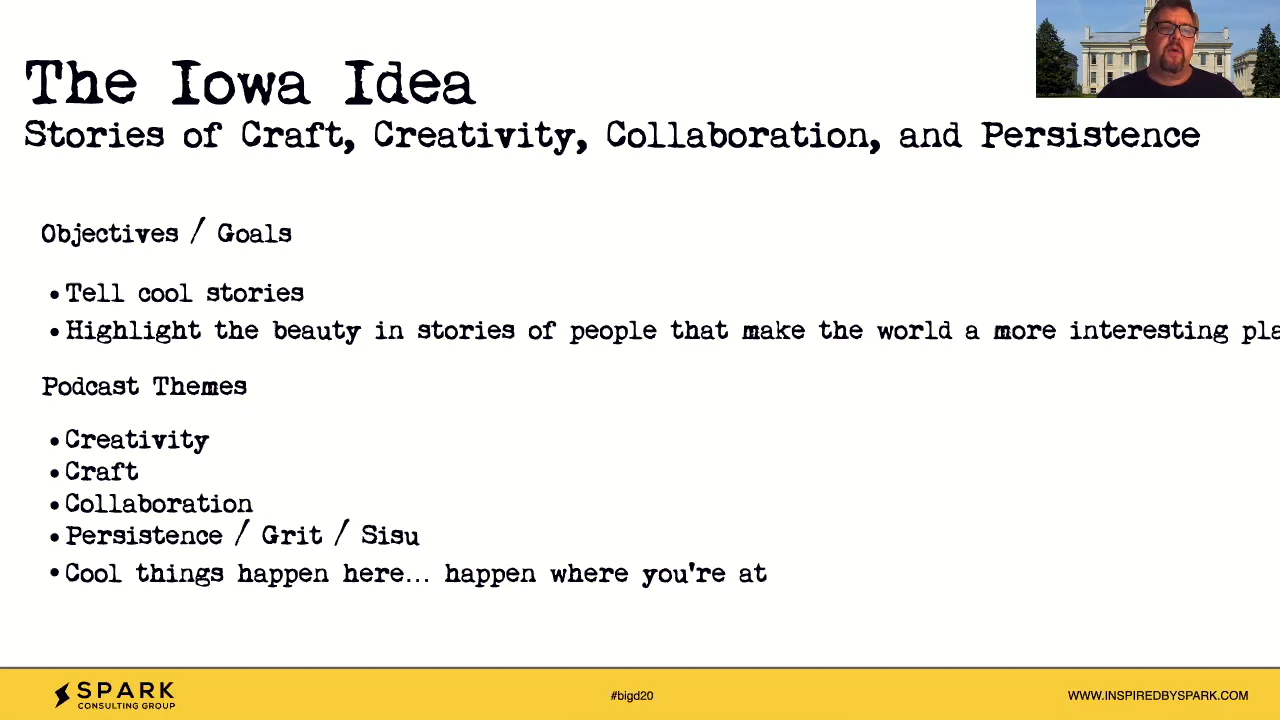 The Iowa Idea
Stories of Craft, Creativity, Collaboration, and Persistence
Objectives / Goals
•Tell cool stories
•Highlight the beauty in stories of people that make the world a more interesting pla
Podcast Themes
•Creativity
•Craft
•Collaboration
•Persistence / Grit / Sisu
•Cool things happen here... happen where you're at
SPARK
CONSULTING GROUP
#bigd20
WWW.INSPIREDBYSPARK.COM